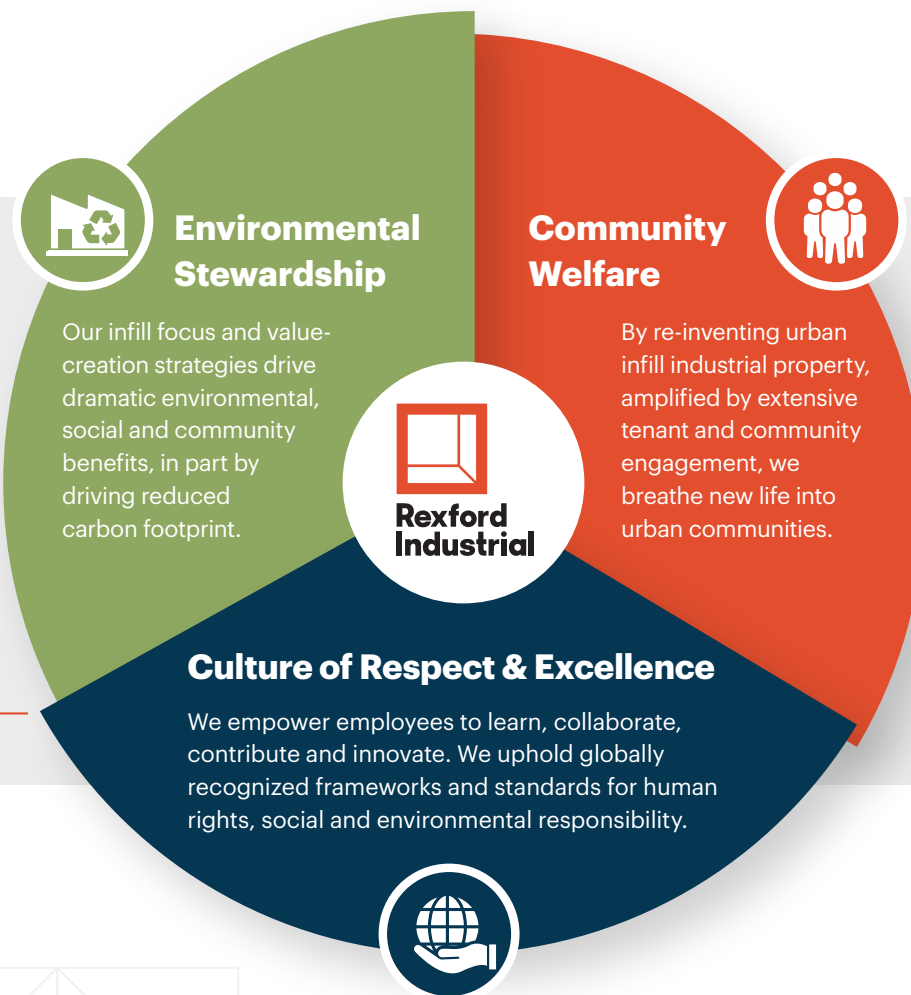 Environmental
Stewardship
Our infill focus and value-
creation strategies drive
dramatic environmental,
social and community
benefits, in part by
driving reduced
carbon footprint.
Community
Welfare
By re-inventing urban
infill industrial property,
amplified by extensive
tenant and community
engagement, we
breathe new life into
urban communities.
Rexford
Industrial
Culture of Respect & Excellence
We empower employees to learn, collaborate,
contribute and innovate. We uphold globally
recognized frameworks and standards for human
rights, social and environmental responsibility.